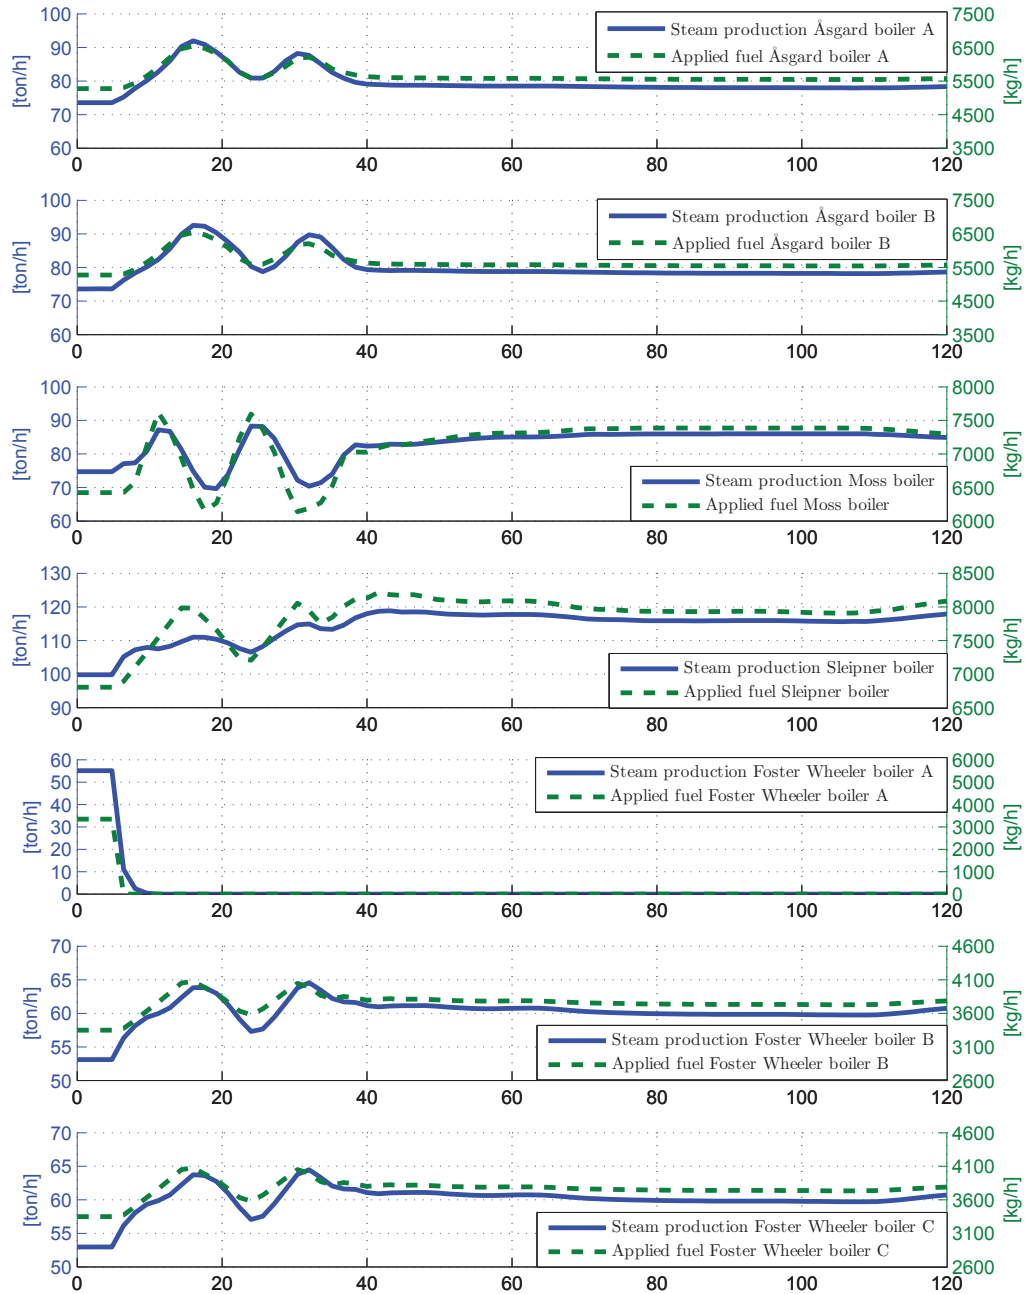 100
90
80
70
60
[ton/h]
7500
6500
5500
4500
3500
[kg/h]
Steam production Åsgard boiler A
Applied fuel Åsgard boiler A
0 20 40 60 80 100 120
100
90
80
70
60
[ton/h]
7500
6500
5500
4500
3500
[kg/h]
Steam production Åsgard boiler B
Applied fuel Åsgard boiler B
0 20 40 60 80 100 120
100
90
80
70
60
[ton/h]
8000
7500
7000
6500
6000
[kg/h]
Steam production Moss boiler
Applied fuel Moss boiler
0 20 40 60 80 100 120
130
120
110
100
90
[ton/h]
8500
8000
7500
7000
6500
[kg/h]
Steam production Sleipner boiler
Applied fuel Sleipner boiler
0 20 40 60 80 100 120
60
50
40
30
20
10
0
[ton/h]
6000
5000
4000
3000
2000
1000
0
[kg/h]
Steam production Foster Wheeler boiler A
Applied fuel Foster Wheeler boiler A
0 20 40 60 80 100 120
70
65
60
55
50
[ton/h]
4600
4100
3600
3100
2600
[kg/h]
Steam production Foster Wheeler boiler B
Applied fuel Foster Wheeler boiler B
0 20 40 60 80 100 120
70
65
60
55
50
[ton/h]
4600
4100
3600
3100
2600
[kg/h]
Steam production Foster Wheeler boiler C
Applied fuel Foster Wheeler boiler C
0 20 40 60 80 100 120